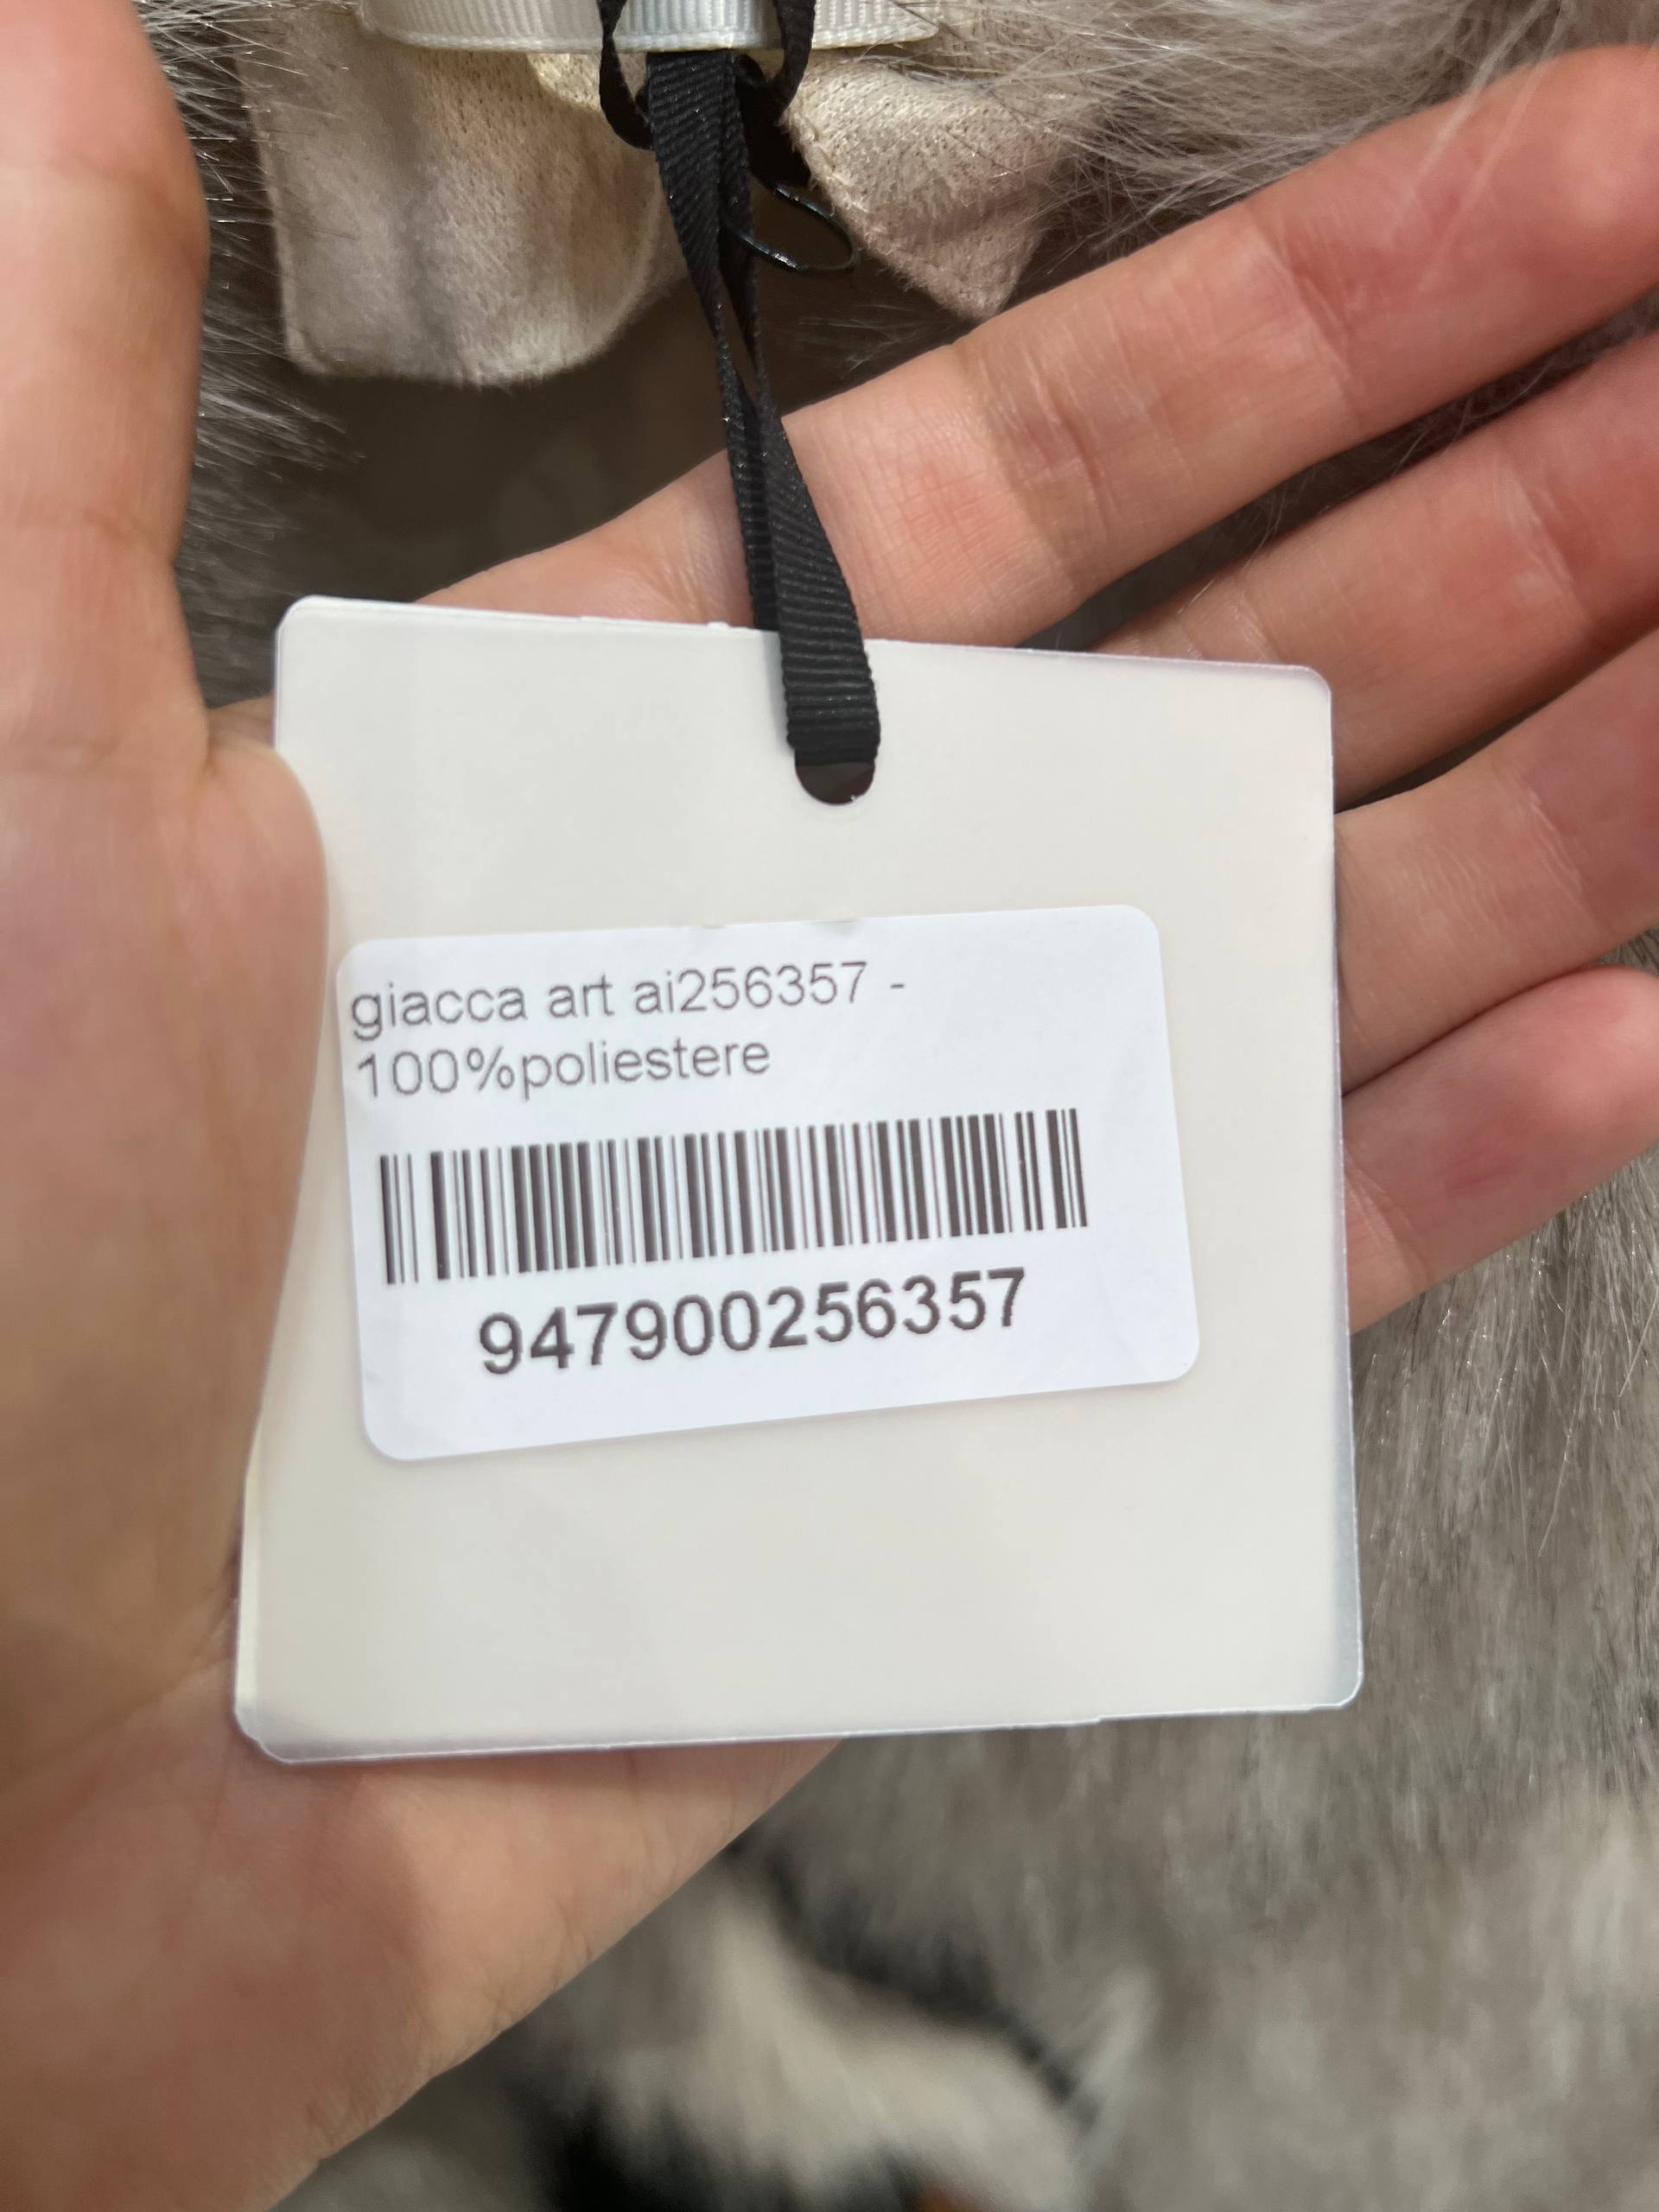 giacca art ai256357 -
100%poliestere
947900256357